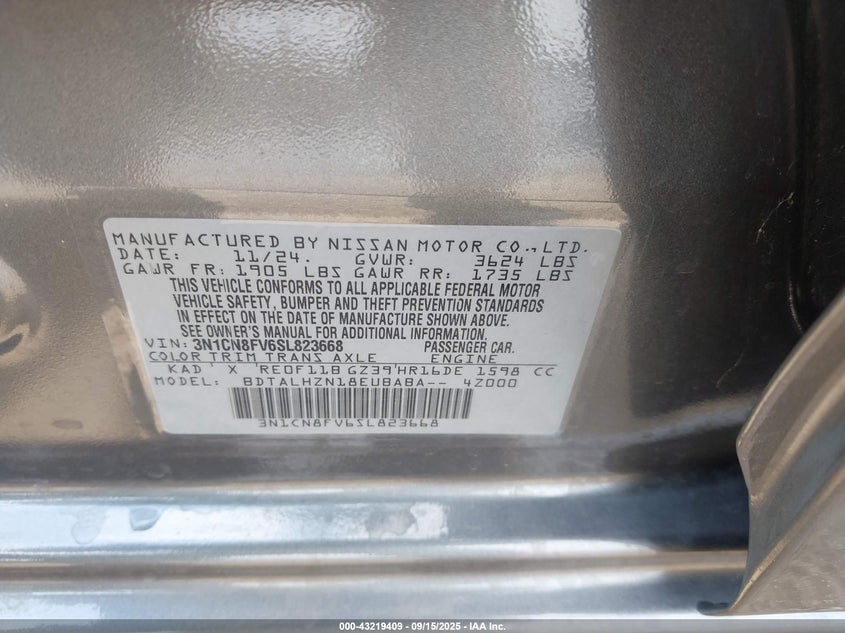 MANUFACTURED BY NISSAN MOTOR CO., LTD.
DATE: 11/24. GVWR: 3624 LBS
GAWR FR: 1905 LBS GAWR RR: 1735 LBS
THIS VEHICLE CONFORMS TO ALL APPLICABLE FEDERAL MOTOR
VEHICLE SAFETY, BUMPER AND THEFT PREVENTION STANDARDS
IN EFFECT ON THE DATE OF MANUFACTURE SHOWN ABOVE.
SEE OWNER'S MANUAL FOR ADDITIONAL INFORMATION.
VIN: 3N1CN8FV6SL823668 PASSENGER CAR.
COLOR TRIM TRANS AXLE ENGINE
KAD X RE0F11B GZ39 HR16DE 1598 CC
MODEL: BDTALHZN18EUBABA-- 4Z000
3N1CN8FV6SL823668
000-43219409 - 09/15/2025 - IAA Inc.